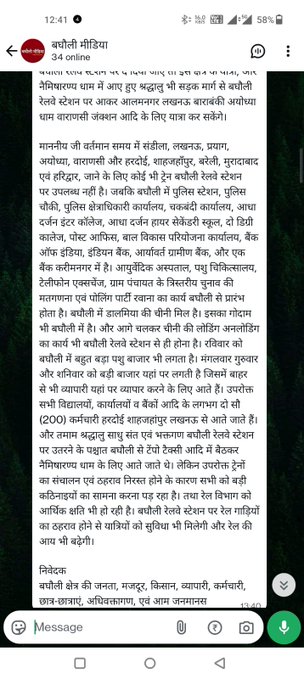 12:41
58%
बघौली मीडिया
34 online
बघौली रेलवे स्टेशन पर दे दिया जाए तो इस क्षेत्र के यात्री, और
नैमिषारण्य धाम में आए हुए श्रद्धालु भी सड़क मार्ग से बघौली
रेलवे स्टेशन पर आकर आलमनगर लखनऊ बाराबंकी अयोध्या
धाम वाराणसी जंक्शन आदि के लिए यात्रा कर सकेंगे।
माननीय जी वर्तमान समय में संडीला, लखनऊ, प्रयाग,
अयोध्या, वाराणसी और हरदोई, शाहजहाँपुर, बरेली, मुरादाबाद
एवं हरिद्वार, जाने के लिए कोई भी ट्रेन बघौली रेलवे स्टेशन
पर उपलब्ध नहीं है। जबकि बघौली में पुलिस स्टेशन, पुलिस
चौकी, पुलिस क्षेत्राधिकारी कार्यालय, चकबंदी कार्यालय, आधा
दर्जन इंटर कॉलेज, आधा दर्जन हायर सेकेंडरी स्कूल, दो डिग्री
कालेज, पोस्ट आफिस, बाल विकास परियोजना कार्यालय, बैंक
ऑफ इंडिया, इंडियन बैंक, आर्यावर्त ग्रामीण बैंक, और एक
बैंक करीमनगर में है। आयुर्वेदिक अस्पताल, पशु चिकित्सालय,
टेलीफोन एक्सचेंज, ग्राम पंचायत के त्रिस्तरीय चुनाव की
मतगणना एवं पोलिंग पार्टी रवाना का कार्य बघौली से प्रारंभ
होता है। बघौली में डालमिया की चीनी मिल है। इसका गोदाम
भी बघौली में है। और आगे चलकर चीनी की लोडिंग अनलोडिंग
का कार्य भी बघौली रेलवे स्टेशन से ही होना है। रविवार को
बघौली में बहुत बड़ा पशु बाजार भी लगता है। मंगलवार गुरुवार
और शनिवार को बड़ी बाजार यहां पर लगती है जिसमें बाहर
से भी व्यापारी यहां पर व्यापार करने के लिए आते हैं। उपरोक्त
सभी विद्यालयों, कार्यालयों व बैंकों आदि के लगभग दो सौ
(200) कर्मचारी हरदोई शाहजहांपुर लखनऊ से आते जाते हैं।
और तमाम श्रद्धालु साधु संत एवं भक्तगण बघौली रेलवे स्टेशन
पर उतरने के पश्चात बघौली से टेंपो टैक्सी आदि में बैठकर
नैमिषारण्य धाम के लिए आते जाते थे। लेकिन उपरोक्त ट्रेनों
का संचालन एवं ठहराव निरस्त होने के कारण सभी को बड़ी
कठिनाइयों का सामना करना पड़ रहा है। तथा रेल विभाग को
आर्थिक क्षति भी हो रही है। बघौली रेलवे स्टेशन पर रेल गाड़ियों
का ठहराव होने से यात्रियों को सुविधा भी मिलेगी और रेल की
आय भी बढ़ेगी।
निवेदक
बघौली क्षेत्र की जनता, मजदूर, किसान, व्यापारी, कर्मचारी,
छात्र-छात्राएं, अधिवक्तागण, एवं आम जनमानस
13:40
Message